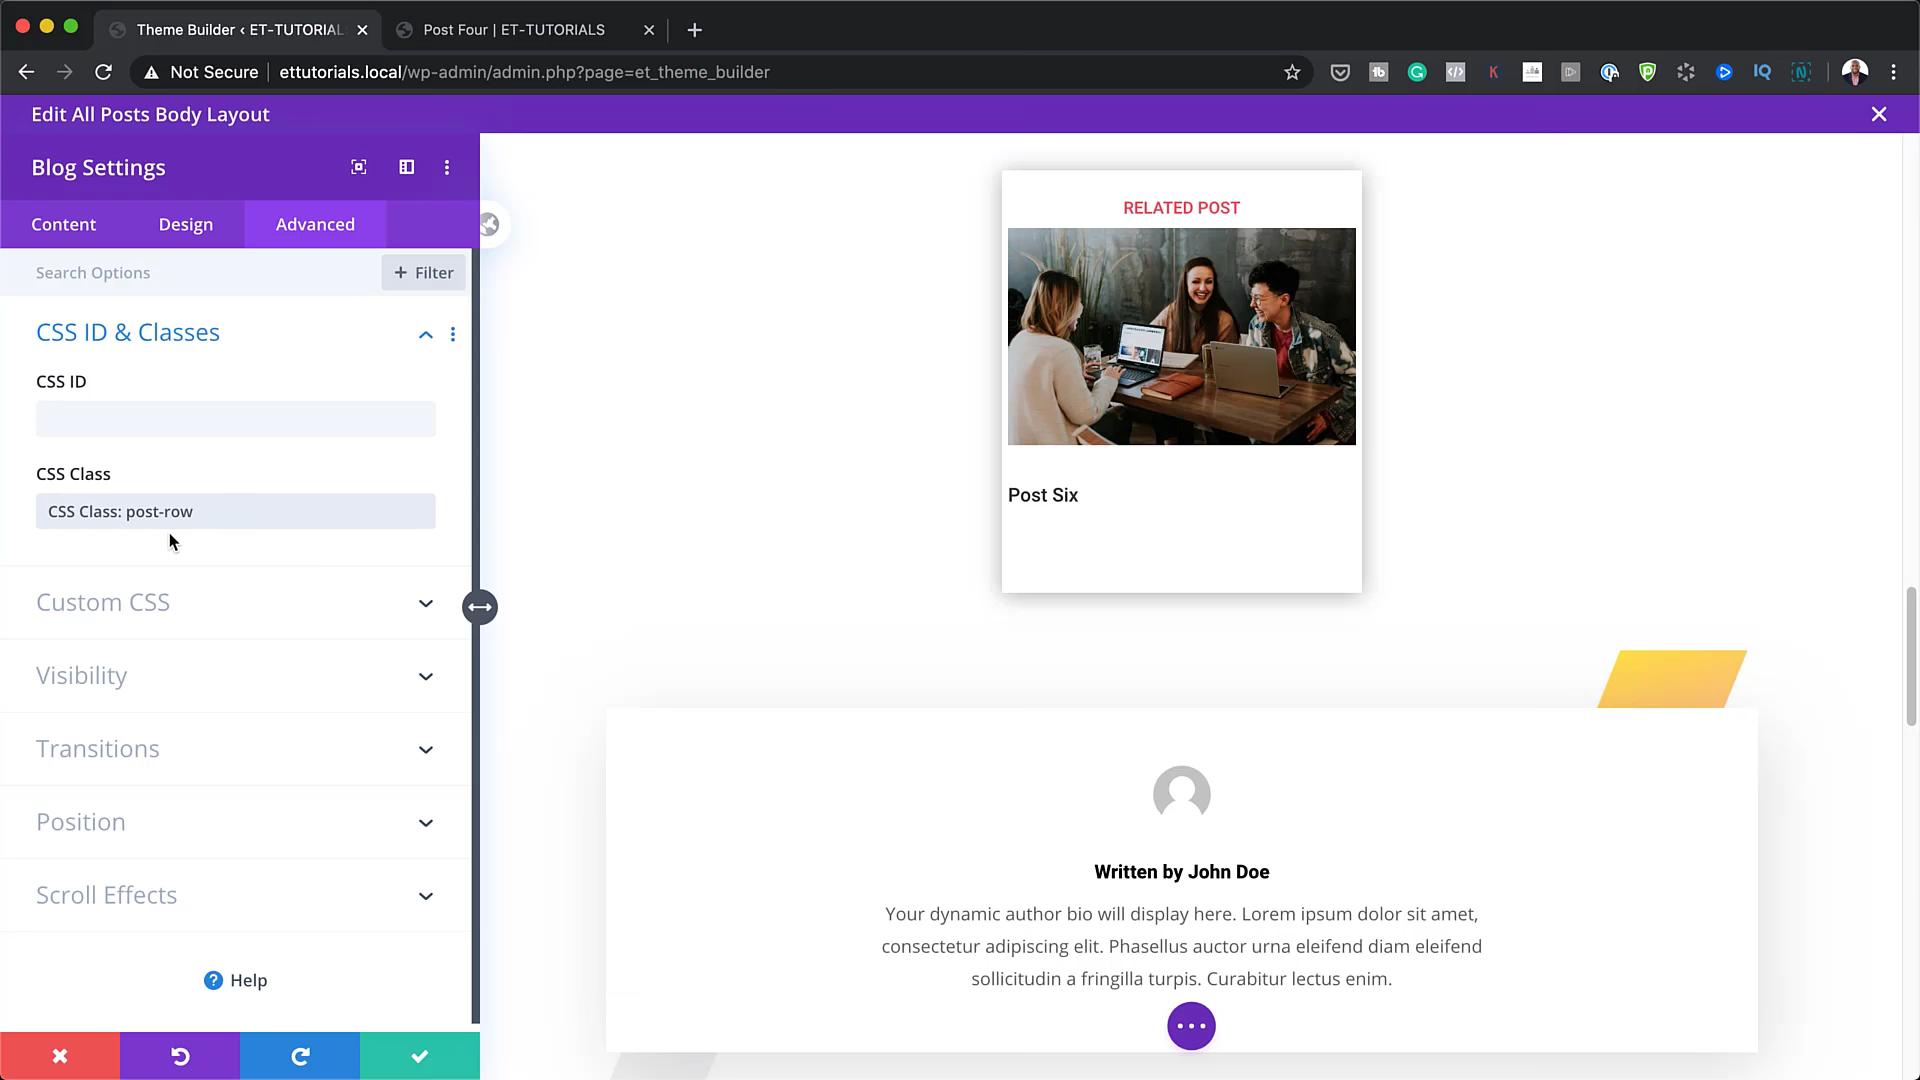 Theme Builder ‹ ET-TUTORIAL
Post Four | ET-TUTORIALS
Not Secure
ettutorials.local/wp-admin/admin.php?page=et_theme_builder
Edit All Posts Body Layout
Blog Settings
Content
Design
Advanced
Search Options
+ Filter
CSS ID & Classes
CSS ID
CSS Class
CSS Class: post-row
Custom CSS
Visibility
Transitions
Position
Scroll Effects
Help
RELATED POST
Post Six
Written by John Doe
Your dynamic author bio will display here. Lorem ipsum dolor sit amet,
consectetur adipiscing elit. Phasellus auctor urna eleifend diam eleifend
sollicitudin a fringilla turpis. Curabitur lectus enim.